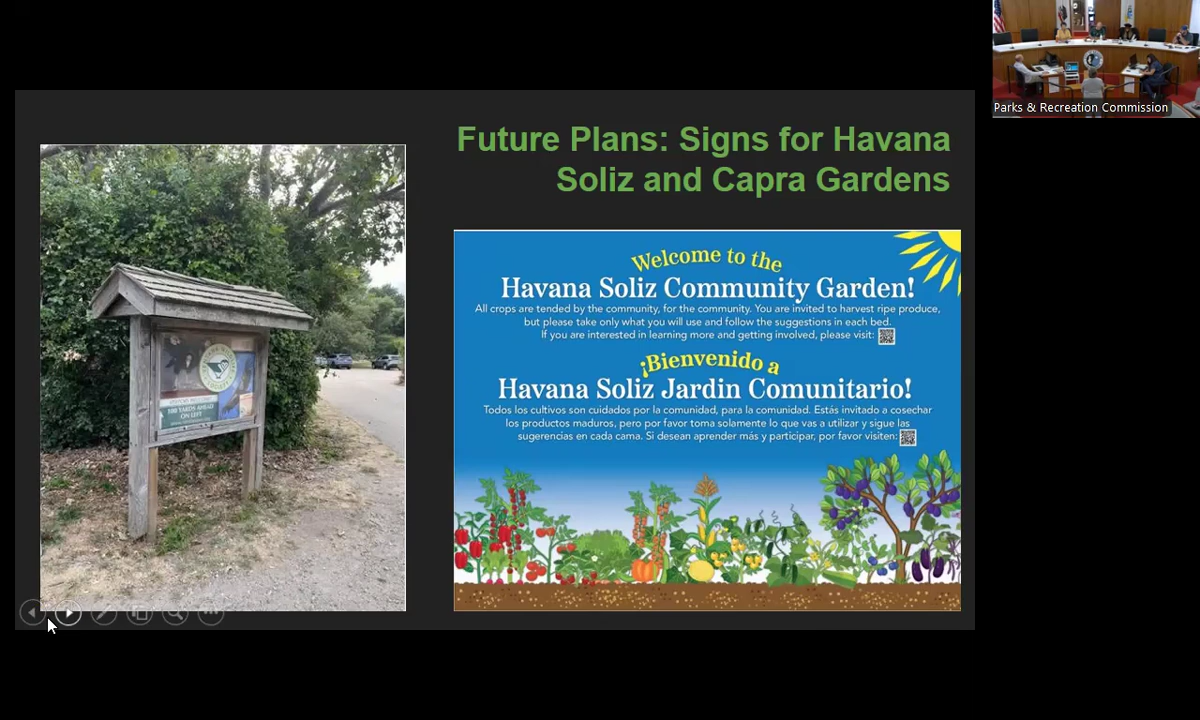 Parks & Recreation Commission
Future Plans: Signs for Havana
Soliz and Capra Gardens
100 YARDS AHEAD
ON LEFT
Welcome to the
Havana Soliz Community Garden!
All crops are tended by the community, for the community. You are invited to harvest ripe produce,
but please take only what you will use and follow the suggestions in each bed.
If you are interested in learning more and getting involved, please visit:
¡Bienvenido a
Havana Soliz Jardin Comunitario!
Todos los cultivos son cuidados por la comunidad, para la comunidad. Estás invitado a cosechar
los productos maduros, pero por favor toma solamente lo que vas a utilizar y sigue las
sugerencias en cada cama. Si desean aprender más y participar, por favor visiten: